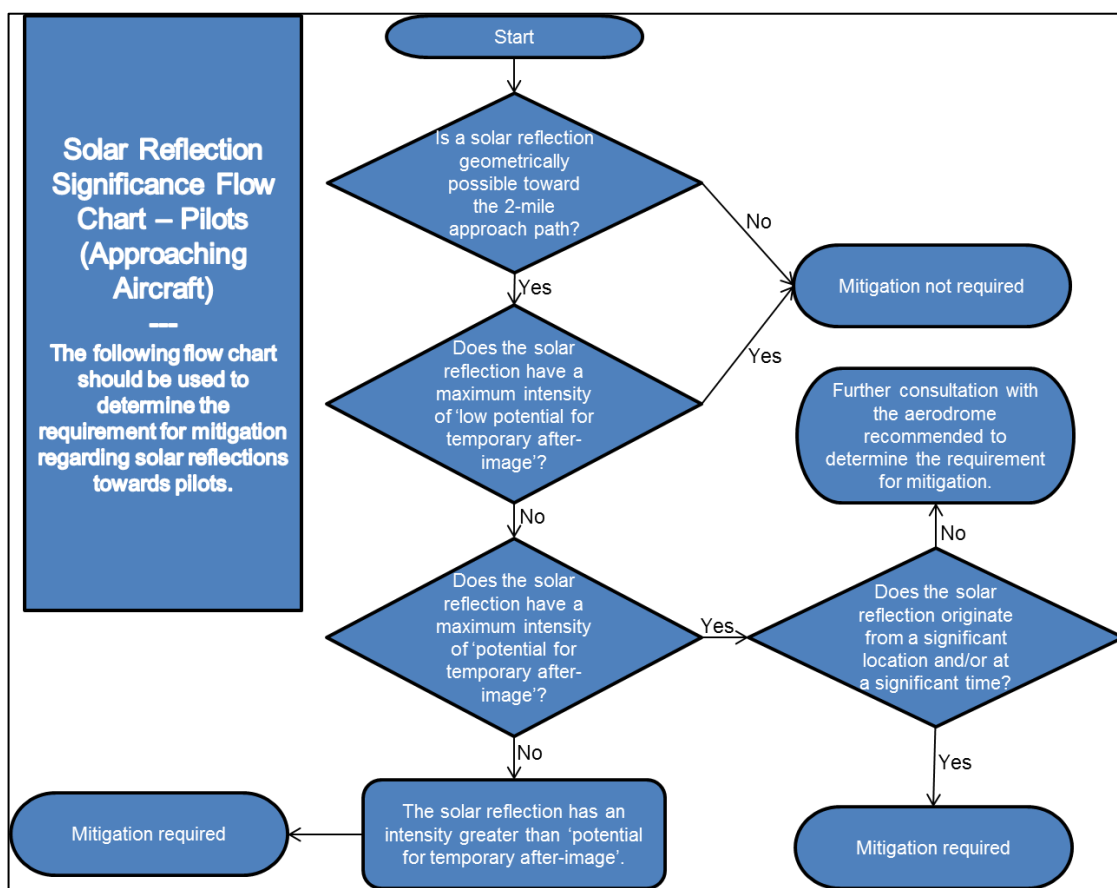 Solar Reflection
Significance Flow
Chart – Pilots
(Approaching
Aircraft)
---
The following flow chart
should be used to
determine the
requirement for mitigation
regarding solar reflections
towards pilots.
Start
Is a solar reflection
geometrically
possible toward
the 2-mile
approach path?
No
Yes
Mitigation not required
Does the solar
reflection have a
maximum intensity
of ‘low potential for
temporary after-
image’?
Yes
No
Further consultation with
the aerodrome
recommended to
determine the requirement
for mitigation.
No
Does the solar
reflection have a
maximum intensity
of ‘potential for
temporary after-
image’?
Yes
Does the solar
reflection originate
from a significant
location and/or at
a significant time?
No
Yes
The solar reflection has an
intensity greater than ‘potential
for temporary after-image’.
Mitigation required
Mitigation required